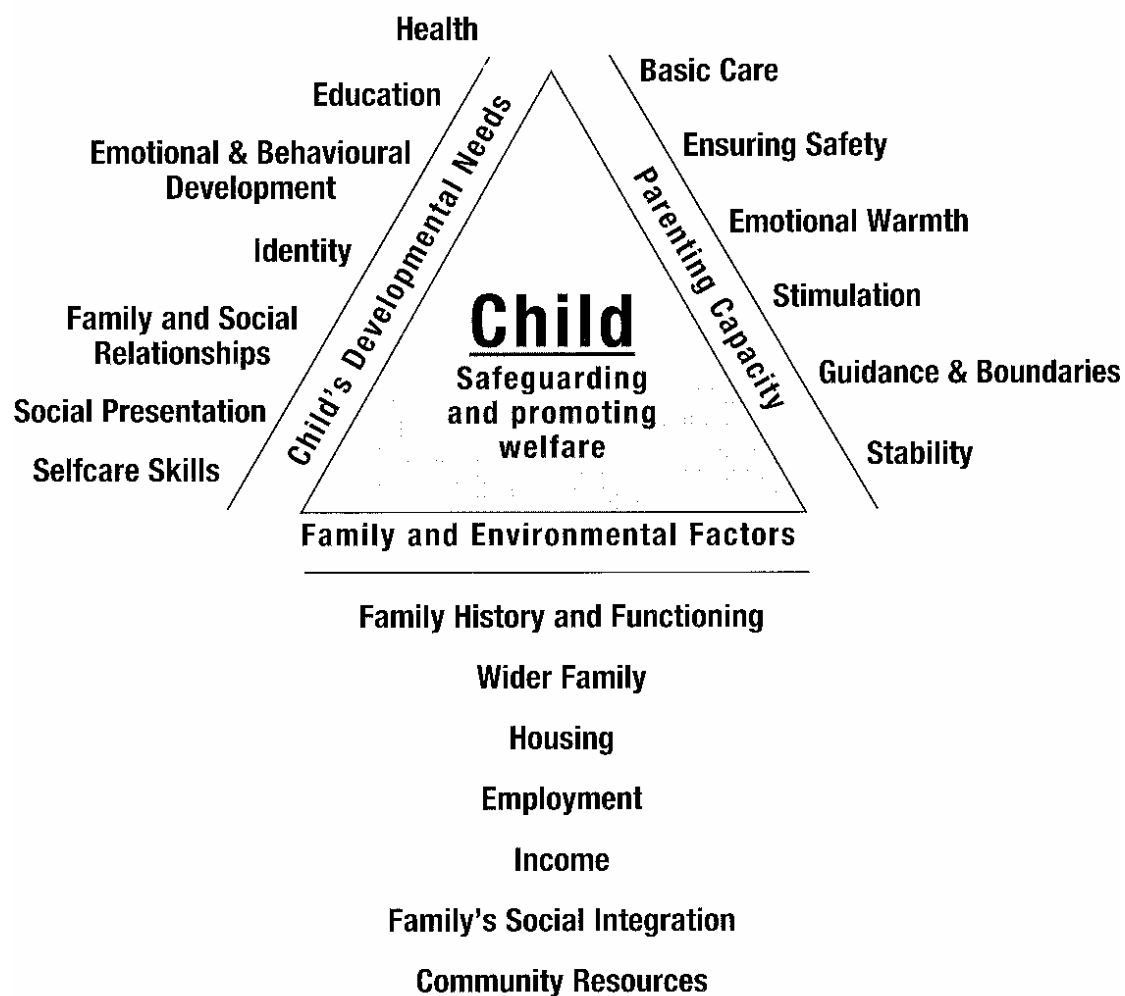 Health
Education
Emotional & Behavioural
Development
Identity
Family and Social
Relationships
Social Presentation
Selfcare Skills
Child's Developmental Needs
Child
Safeguarding
and promoting
welfare
Parenting Capacity
Basic Care
Ensuring Safety
Emotional Warmth
Stimulation
Guidance & Boundaries
Stability
Family and Environmental Factors
Family History and Functioning
Wider Family
Housing
Employment
Income
Family's Social Integration
Community Resources